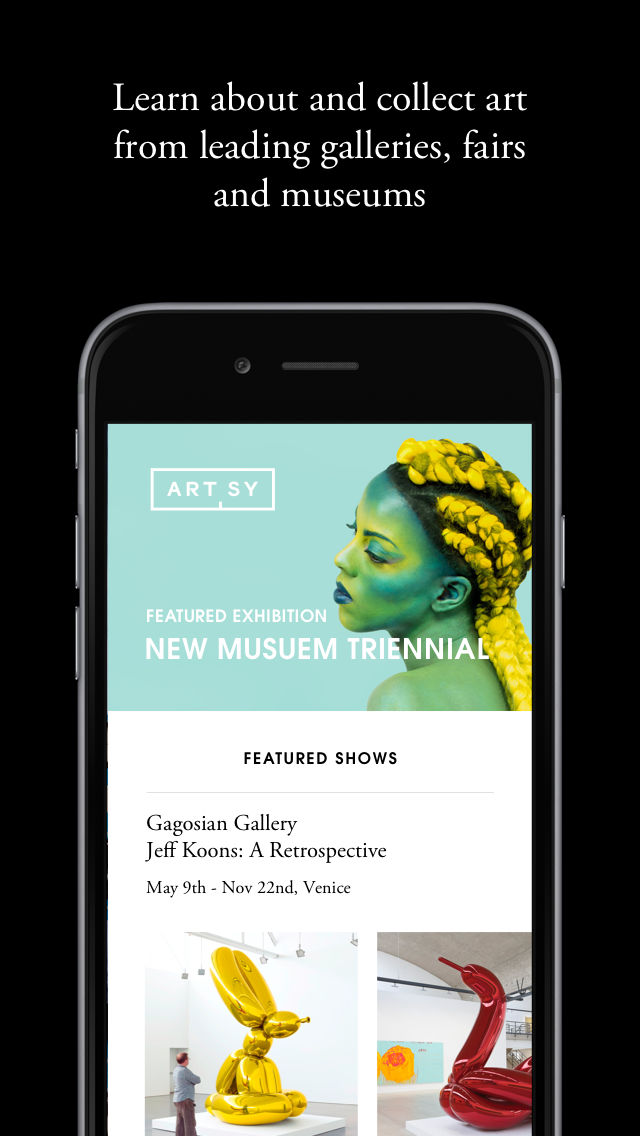 Learn about and collect art
from leading galleries, fairs
and museums
ARTSY
FEATURED EXHIBITION
NEW MUSUEM TRIENNIAL
FEATURED SHOWS
Gagosian Gallery
Jeff Koons: A Retrospective
May 9th - Nov 22nd, Venice